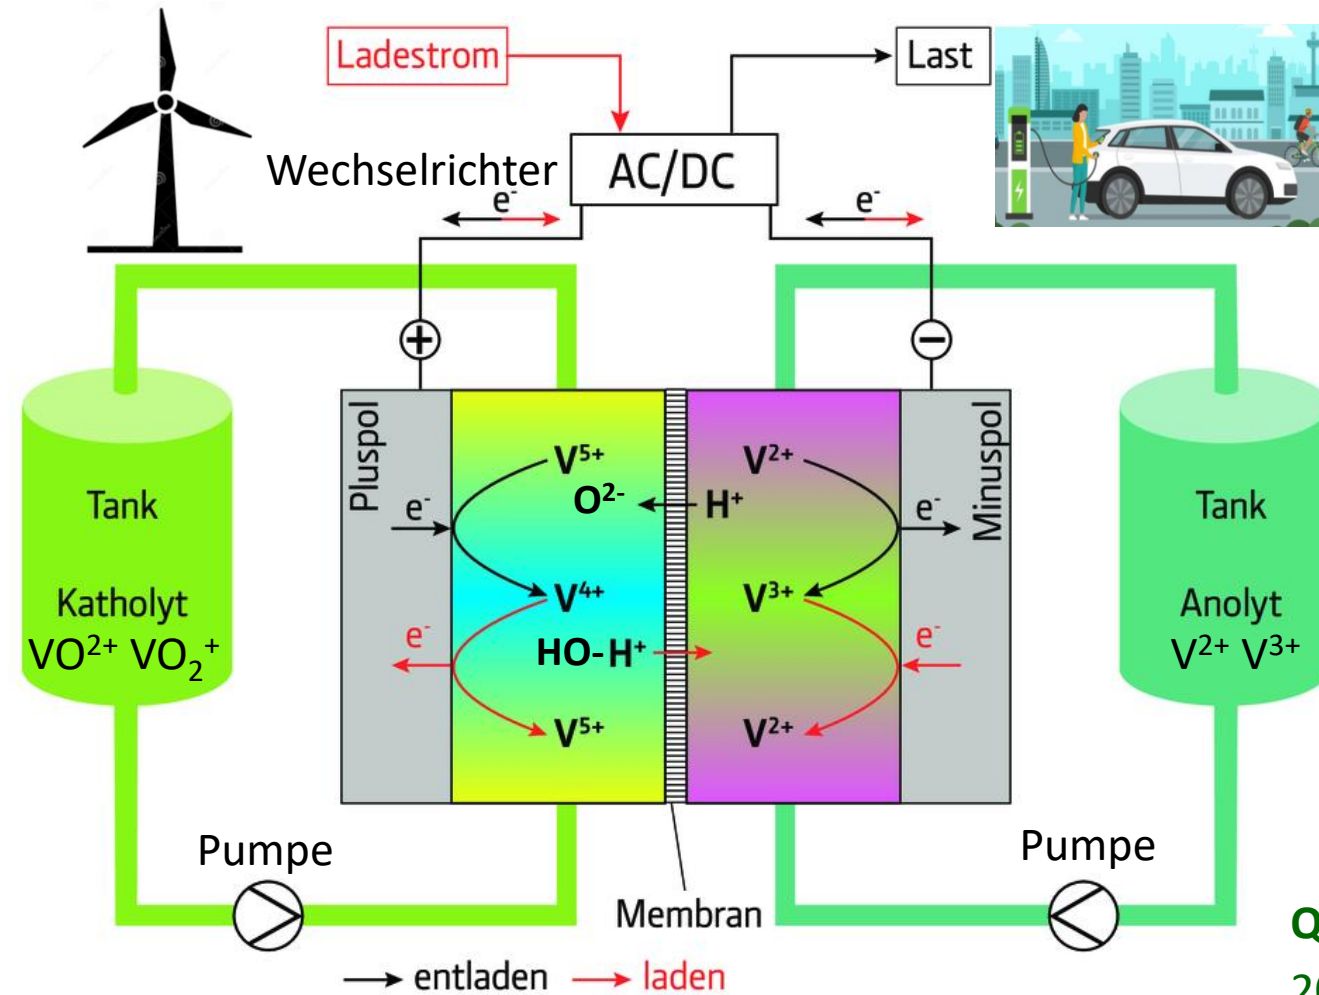 Ladestrom
Last
Wechselrichter
AC/DC
e⁻
e⁻
+
−
Pluspol
Minuspol
V⁵⁺
V²⁺
O²⁻
H⁺
e⁻
e⁻
Tank
Tank
V⁴⁺
V³⁺
Katholyt
Anolyt
VO²⁺ VO₂⁺
V²⁺ V³⁺
e⁻
HO-H⁺
e⁻
V⁵⁺
V²⁺
Pumpe
Pumpe
Membran
entladen
laden